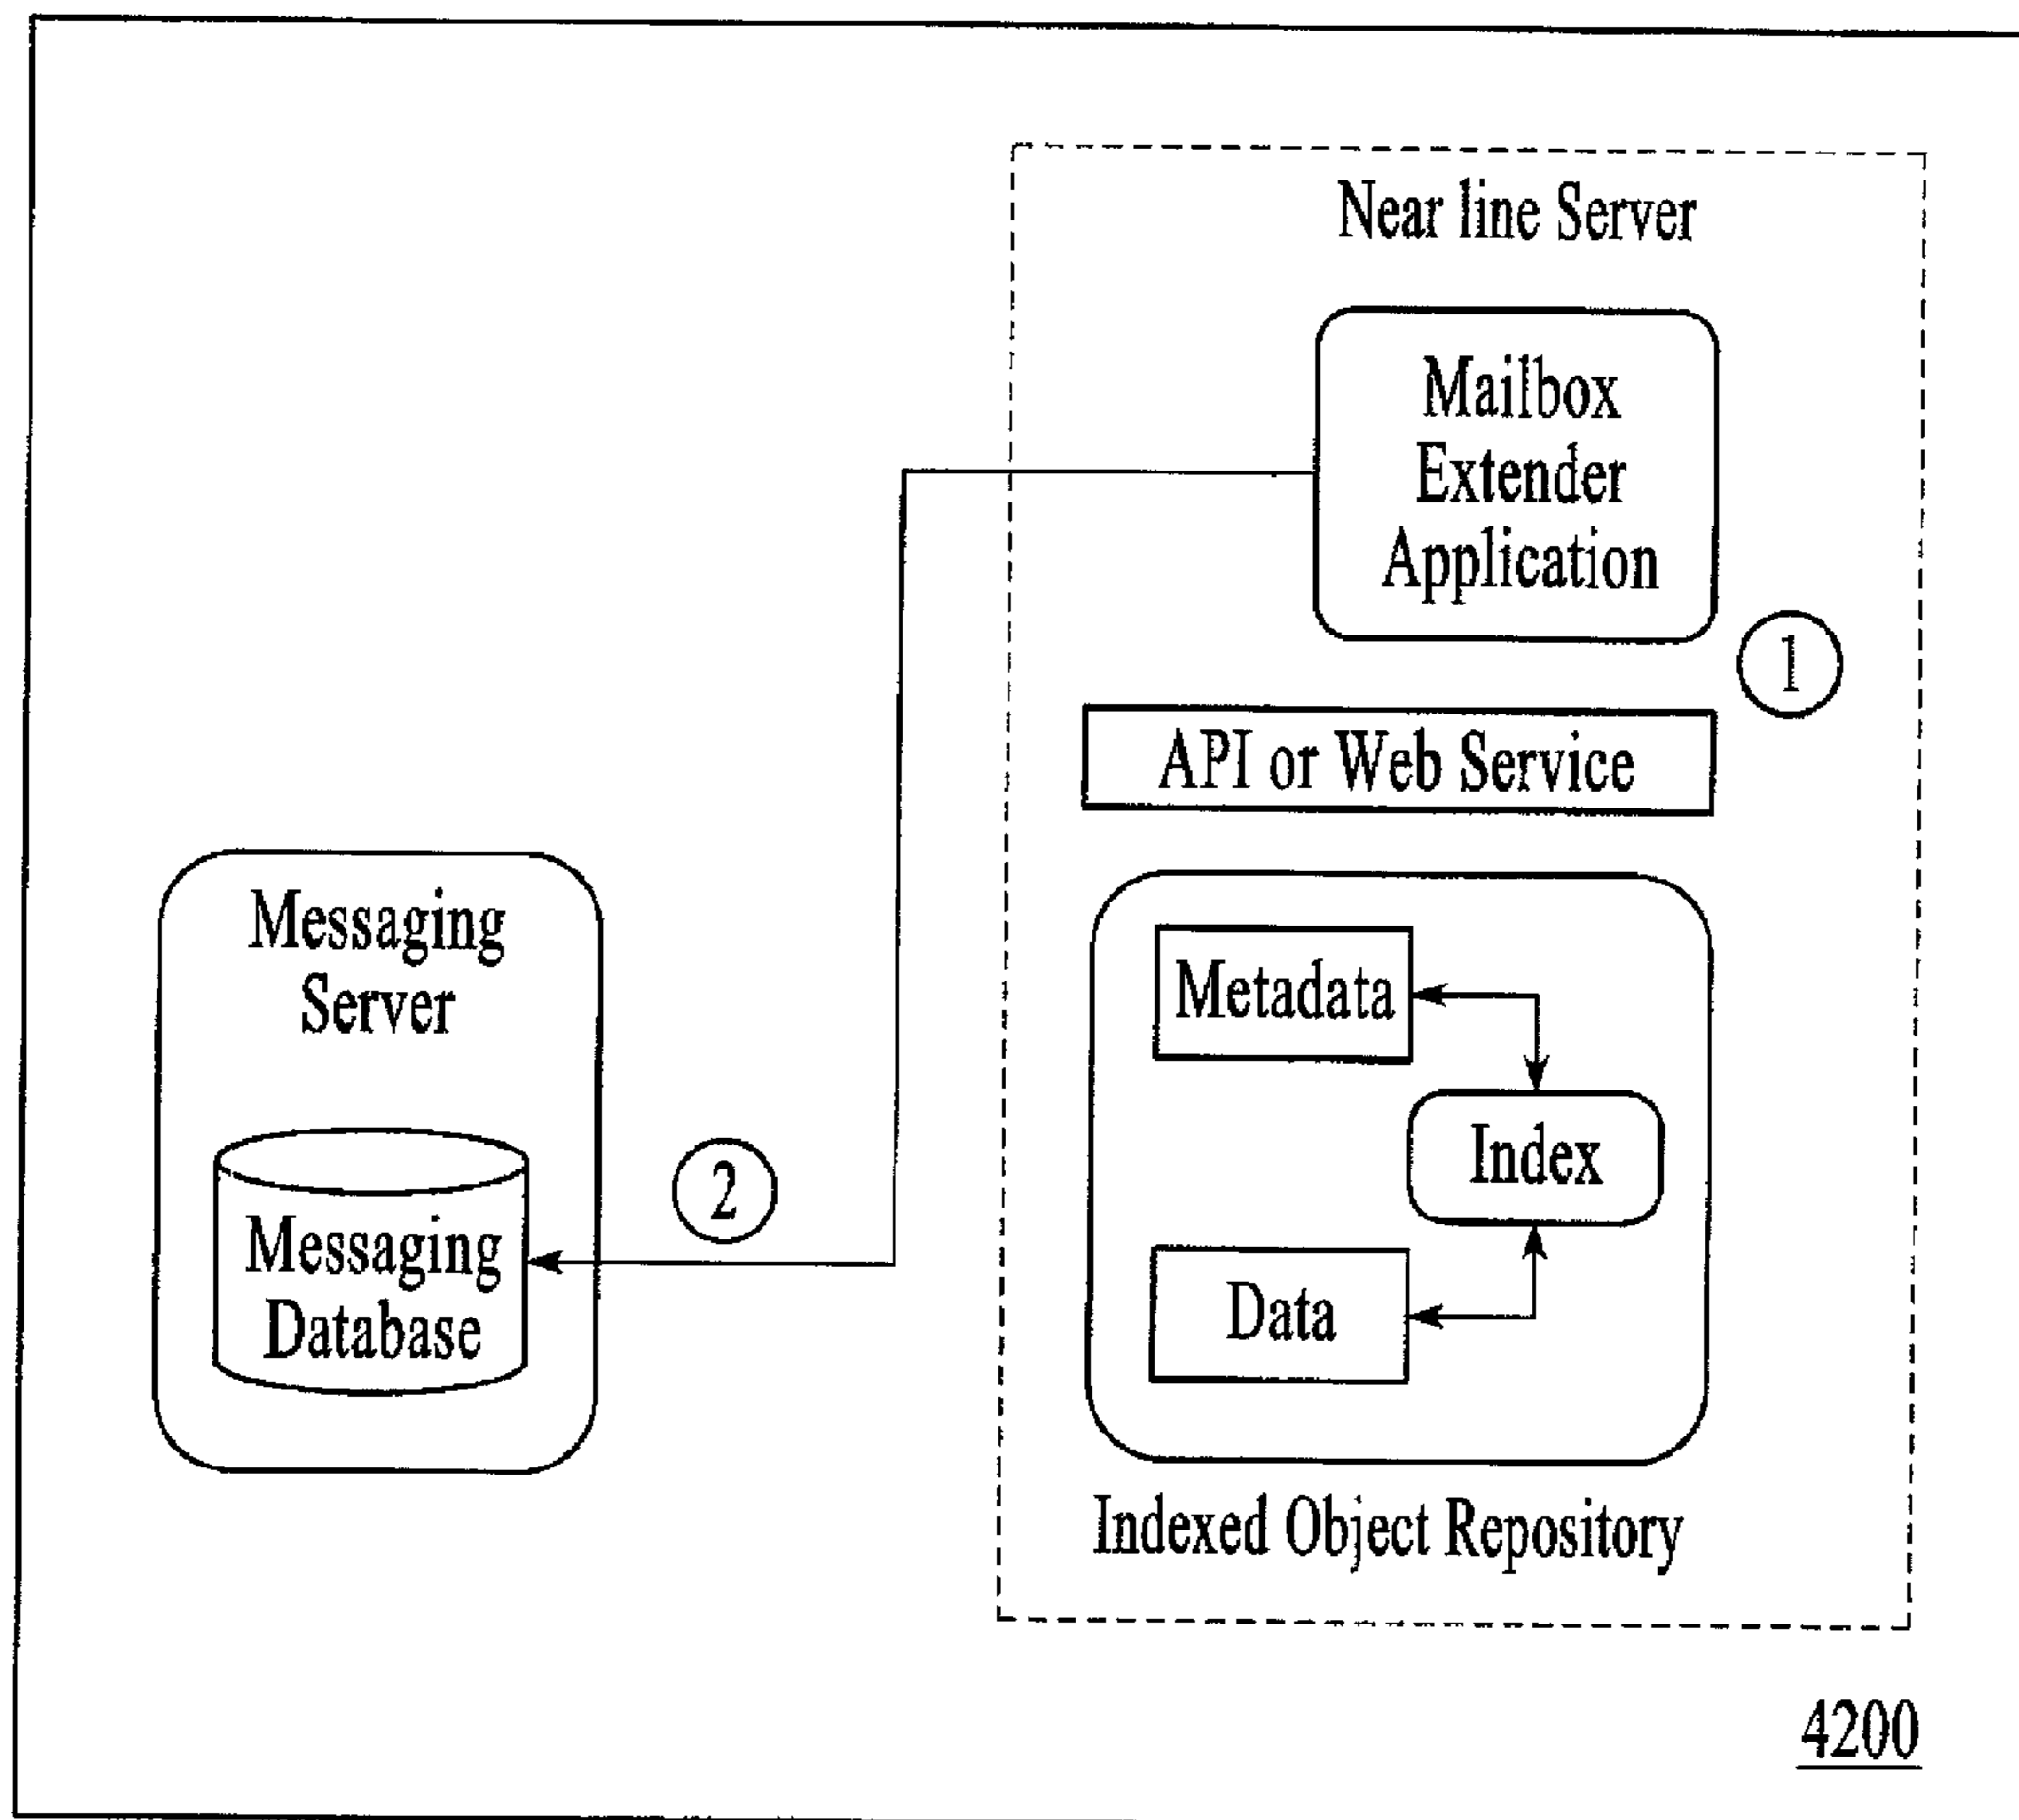 Near line Server
Mailbox
Extender
Application
1
API or Web Service
Messaging
Server
Metadata
Index
2
Messaging
Database
Data
Indexed Object Repository
4200